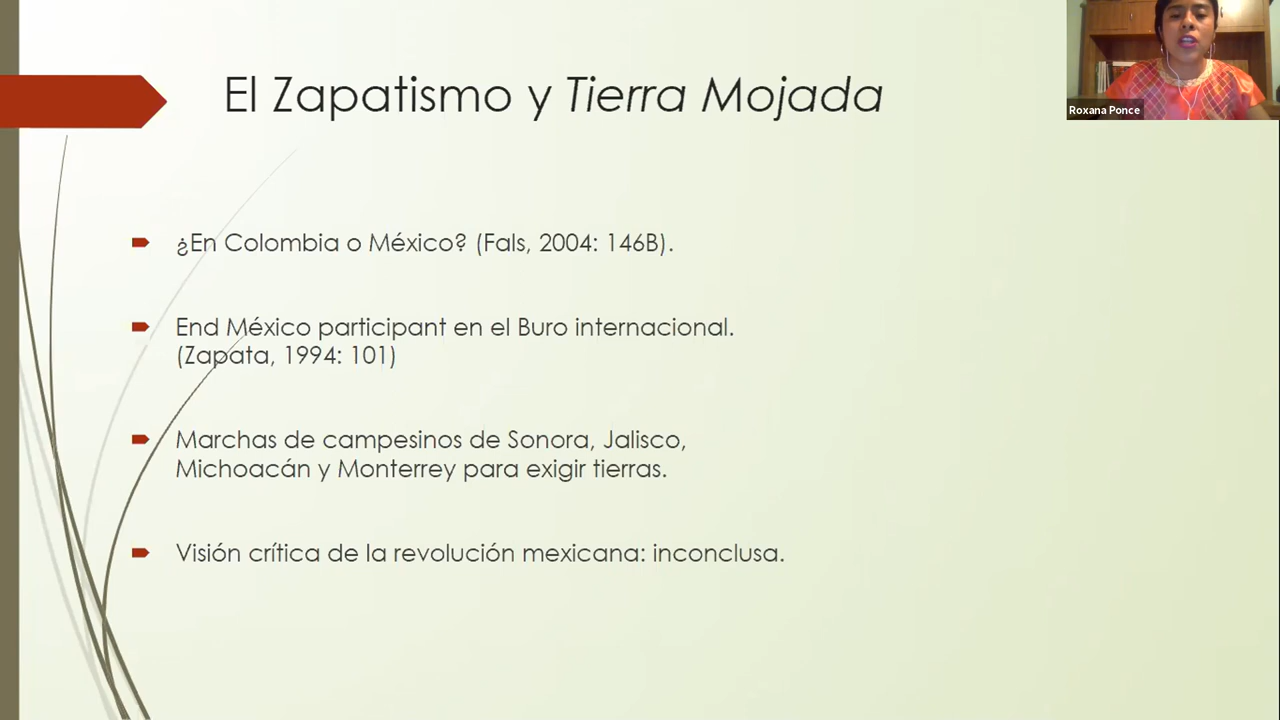 El Zapatismo y Tierra Mojada
Roxana Ponce
¿En Colombia o México? (Fals, 2004: 146B).
End México participant en el Buro internacional.
(Zapata, 1994: 101)
Marchas de campesinos de Sonora, Jalisco,
Michoacán y Monterrey para exigir tierras.
Visión crítica de la revolución mexicana: inconclusa.